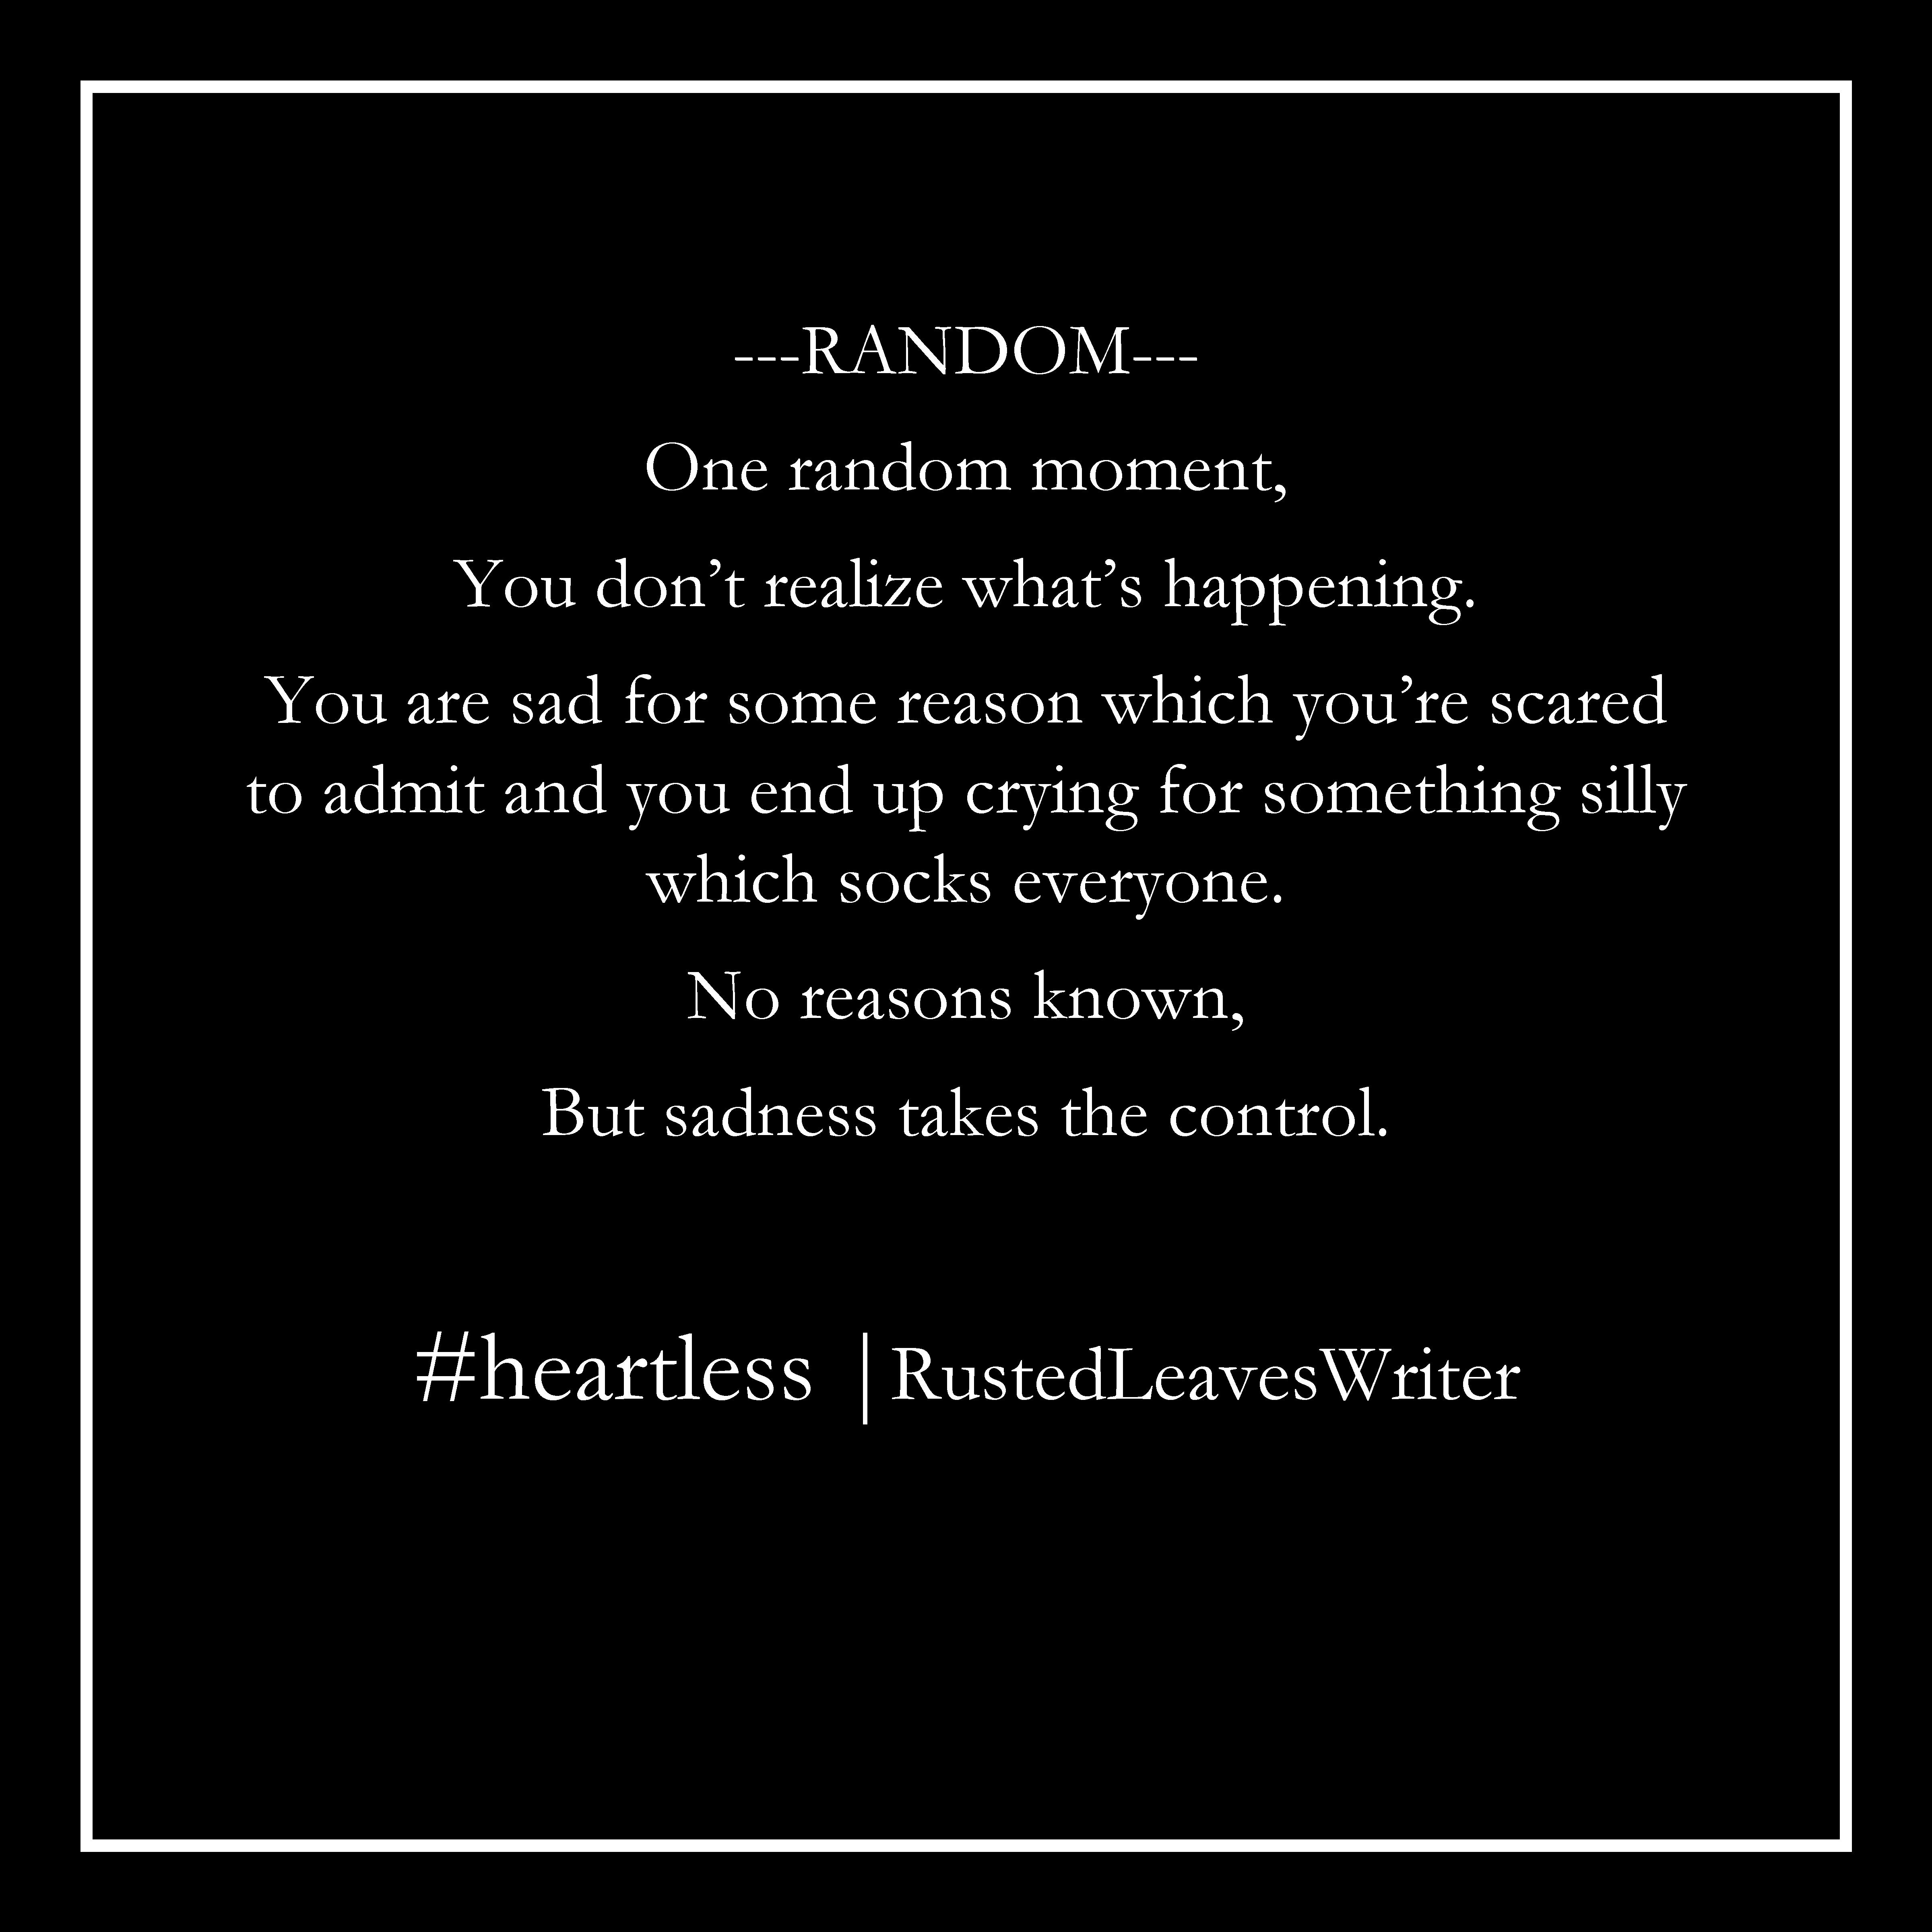 ---RANDOM---
One random moment,
You don’t realize what’s happening.
You are sad for some reason which you’re scared
to admit and you end up crying for something silly
which socks everyone.
No reasons known,
But sadness takes the control.
#heartless |RustedLeavesWriter